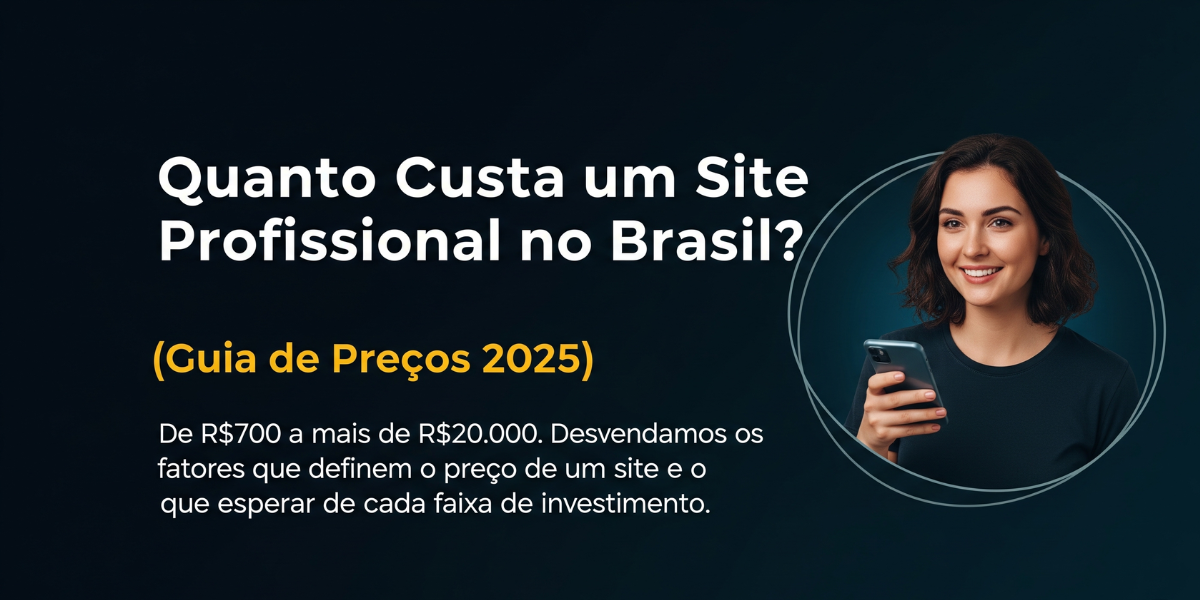 Quanto Custa um Site
Profissional no Brasil?
(Guia de Preços 2025)
De R$700 a mais de R$20.000. Desvendamos os
fatores que definem o preço de um site e o
que esperar de cada faixa de investimento.